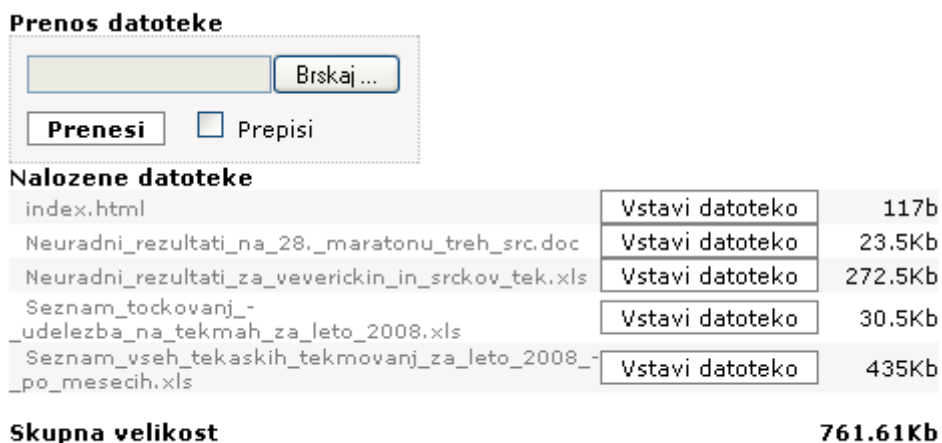 Prenos datoteke
Brskaj ...
Prenesi Prepisi
Nalozene datoteke
index.html Vstavi datoteko 117b
Neuradni_rezultati_na_28._maratonu_treh_src.doc Vstavi datoteko 23.5Kb
Neuradni_rezultati_za_veverickin_in_srckov_tek.xls Vstavi datoteko 272.5Kb
Seznam_tockovanj_-
_udelezba_na_tekmah_za_leto_2008.xls Vstavi datoteko 30.5Kb
Seznam_vseh_tekaskih_tekmovanj_za_leto_2008_-
_po_mesecih.xls Vstavi datoteko 435Kb
Skupna velikost 761.61Kb